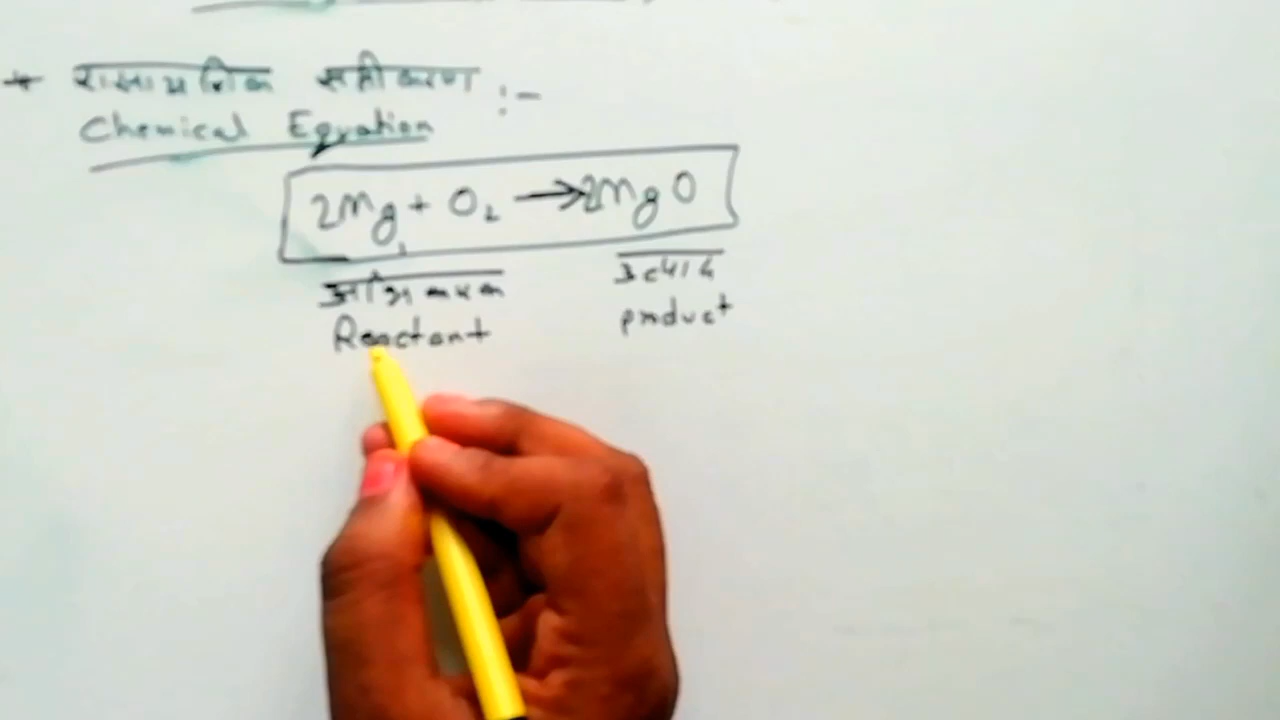 * रासायनिक समीकरण :-
Chemical Equation
2Mg + O₂ → 2MgO
अभिकारक उत्पाद
Reactant product